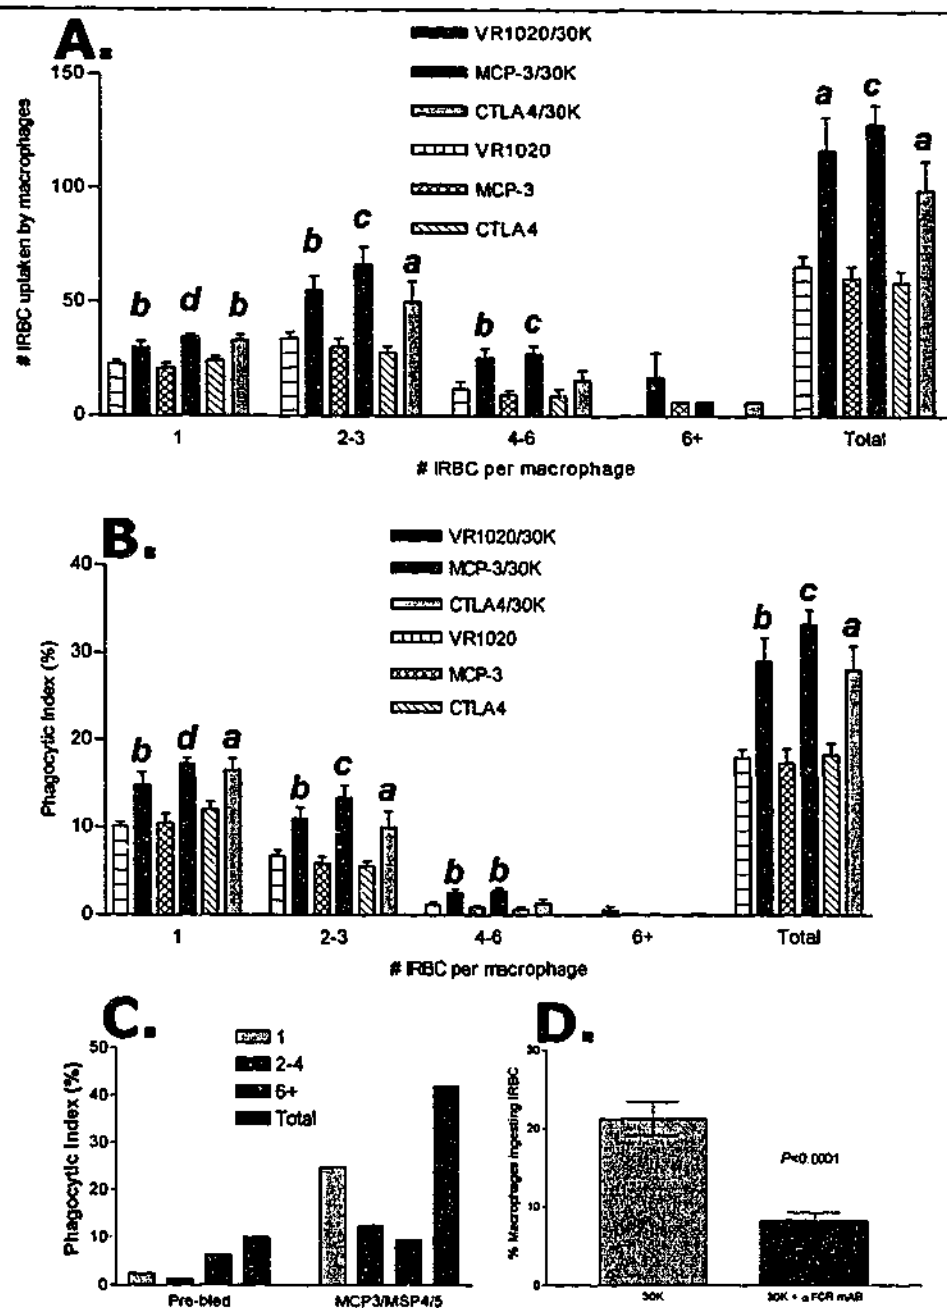 A.
VR1020/30K
MCP-3/30K
CTLA4/30K
VR1020
MCP-3
CTLA4
# IRBC uptaken by macrophages
150
100
50
0
b d b
b c a
b c
a c a
1 2-3 4-6 6+ Total
# IRBC per macrophage
B.
VR1020/30K
MCP-3/30K
CTLA4/30K
VR1020
MCP-3
CTLA4
Phagocytic Index (%)
40
30
20
10
0
b d a
b c a
b b
b c a
1 2-3 4-6 6+ Total
# IRBC per macrophage
C.
1
2-4
6+
Total
Phagocytic Index (%)
50
40
30
20
10
0
Pre-bled MCP3/MSP4/5
D.
% Macrophages ingesting IRBC
30
20
10
0
P<0.0001
30K 30K + α FCR mAB